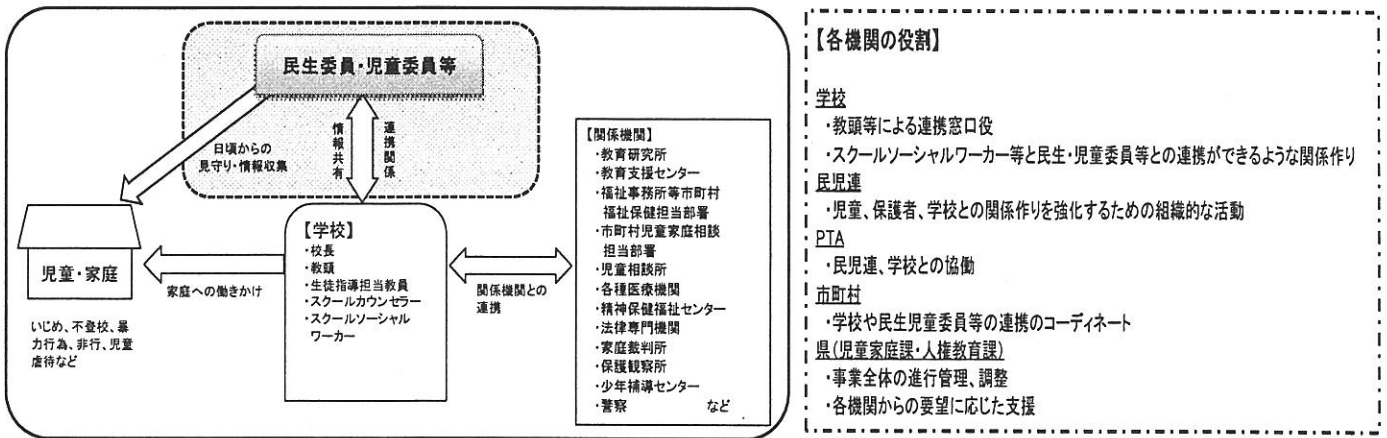 民生委員・児童委員等
日頃からの
見守り・情報収集
情報共有
連携関係
【学校】
・校長
・教頭
・生徒指導担当教員
・スクールカウンセラー
・スクールソーシャル
ワーカー
児童・家庭
いじめ、不登校、暴
力行為、非行、児童
虐待など
家庭への働きかけ
関係機関との
連携
【関係機関】
・教育研究所
・教育支援センター
・福祉事務所等市町村
福祉保健担当部署
・市町村児童家庭相談
担当部署
・児童相談所
・各種医療機関
・精神保健福祉センター
・法律専門機関
・家庭裁判所
・保護観察所
・少年補導センター
・警察 など
【各機関の役割】
学校
・教頭等による連携窓口役
・スクールソーシャルワーカー等と民生・児童委員等との連携ができるような関係作り
民児連
・児童、保護者、学校との関係作りを強化するための組織的な活動
PTA
・民児連、学校との協働
市町村
・学校や民生児童委員等の連携のコーディネート
県(児童家庭課・人権教育課)
・事業全体の進行管理、調整
・各機関からの要望に応じた支援